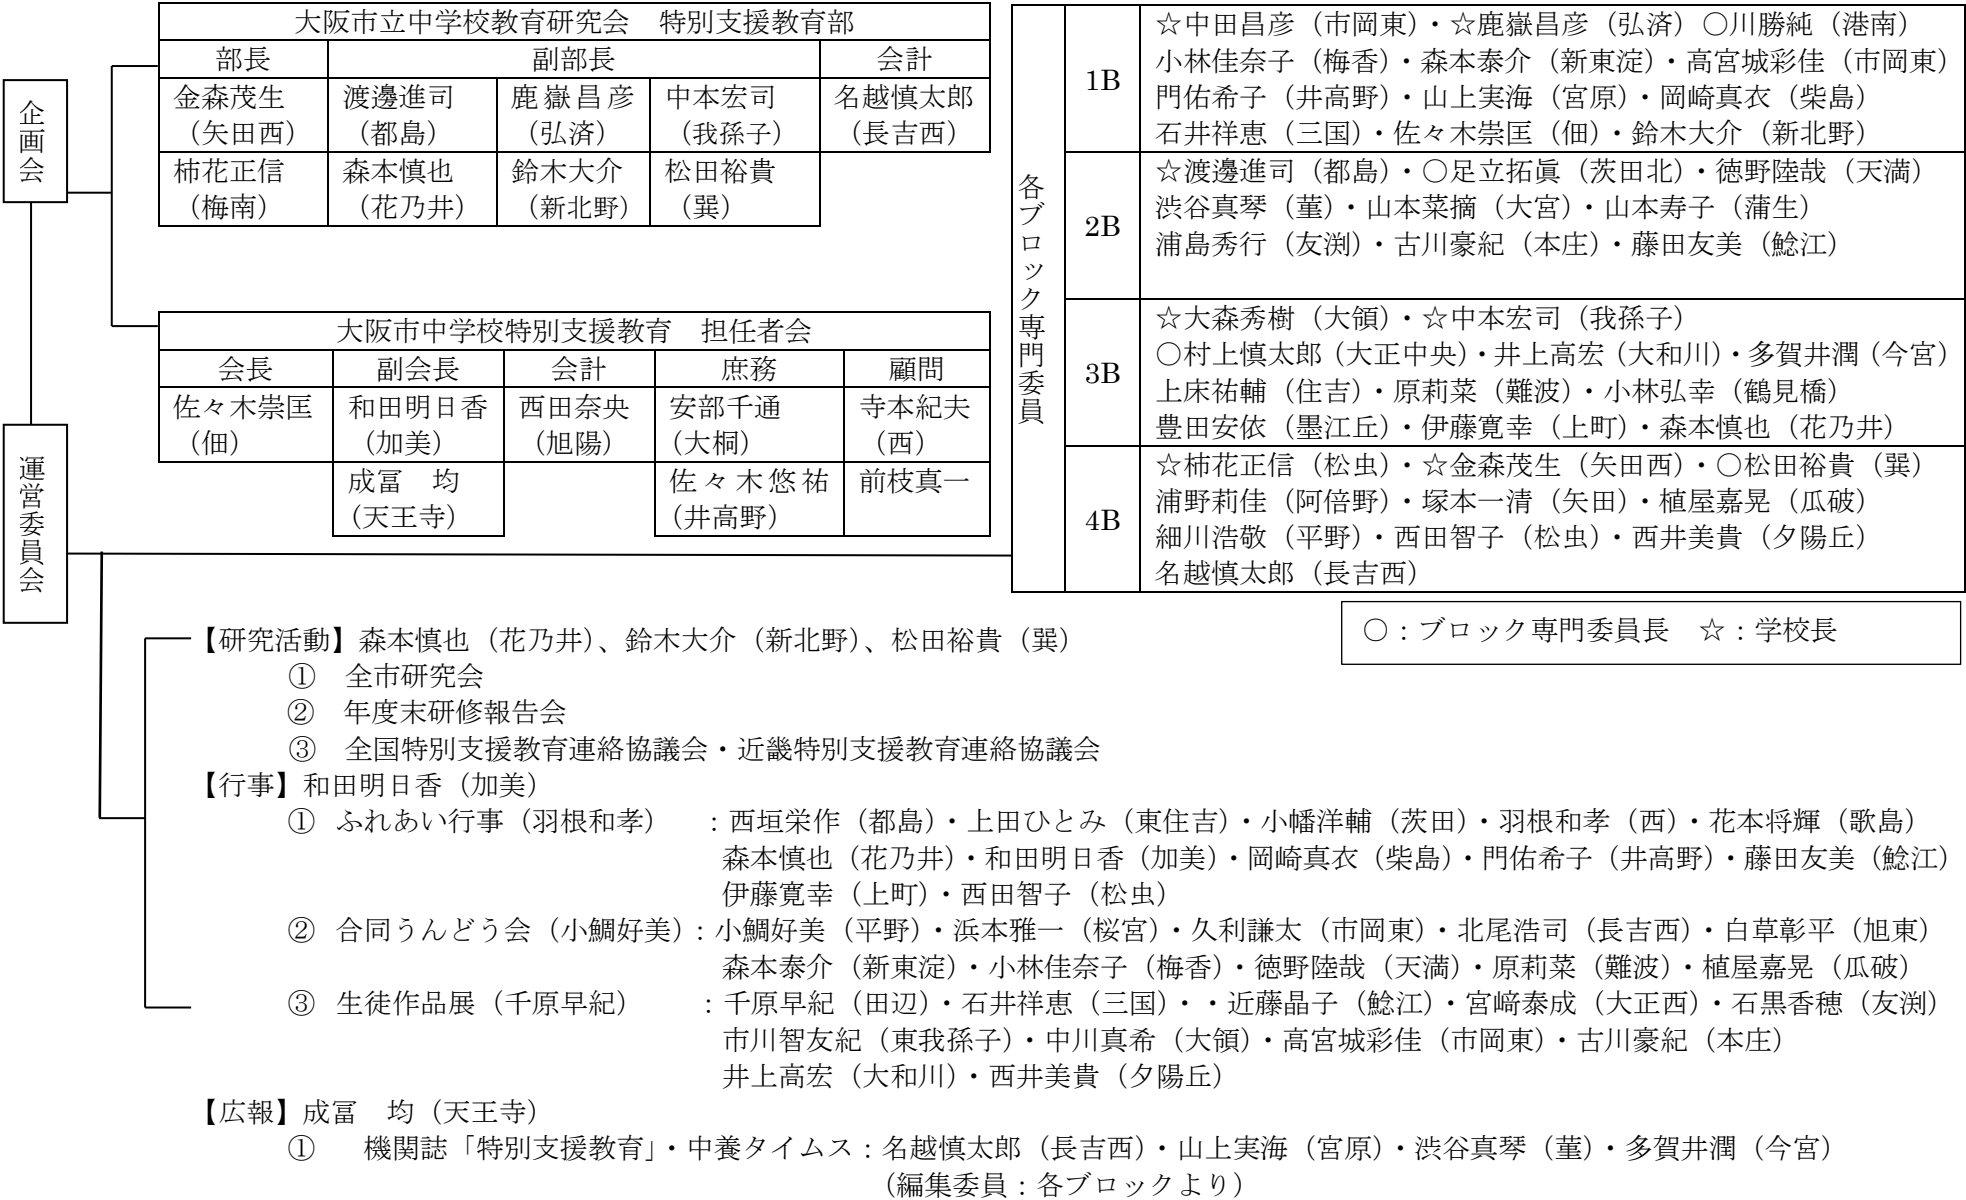 企画会
運営委員会
大阪市立中学校教育研究会　特別支援教育部
部長　副部長　会計
金森茂生　渡邊進司　鹿嶽昌彦　中本宏司　名越慎太郎
（矢田西）　（都島）　（弘済）　（我孫子）　（長吉西）
柿花正信　森本慎也　鈴木大介　松田裕貴
（梅南）　（花乃井）　（新北野）　（巽）
大阪市中学校特別支援教育　担任者会
会長　副会長　会計　庶務　顧問
佐々木崇匡　和田明日香　西田奈央　安部千通　寺本紀夫
（佃）　（加美）　（旭陽）　（大桐）　（西）
成冨　均　佐々木悠祐　前枝真一
（天王寺）　（井高野）
各ブロック専門委員
1B
☆中田昌彦（市岡東）・☆鹿嶽昌彦（弘済）〇川勝純（港南）
小林佳奈子（梅香）・森本泰介（新東淀）・高宮城彩佳（市岡東）
門佑希子（井高野）・山上実海（宮原）・岡崎真衣（柴島）
石井祥恵（三国）・佐々木崇匡（佃）・鈴木大介（新北野）
2B
☆渡邊進司（都島）・〇足立拓眞（茨田北）・徳野陸哉（天満）
渋谷真琴（菫）・山本菜摘（大宮）・山本寿子（蒲生）
浦島秀行（友渕）・古川豪紀（本庄）・藤田友美（鯰江）
3B
☆大森秀樹（大領）・☆中本宏司（我孫子）
〇村上慎太郎（大正中央）・井上高宏（大和川）・多賀井潤（今宮）
上床祐輔（住吉）・原莉菜（難波）・小林弘幸（鶴見橋）
豊田安依（墨江丘）・伊藤寛幸（上町）・森本慎也（花乃井）
4B
☆柿花正信（松虫）・☆金森茂生（矢田西）・〇松田裕貴（巽）
浦野莉佳（阿倍野）・塚本一清（矢田）・植屋嘉晃（瓜破）
細川浩敬（平野）・西田智子（松虫）・西井美貴（夕陽丘）
名越慎太郎（長吉西）
〇：ブロック専門委員長　☆：学校長
【研究活動】森本慎也（花乃井）、鈴木大介（新北野）、松田裕貴（巽）
①　全市研究会
②　年度末研修報告会
③　全国特別支援教育連絡協議会・近畿特別支援教育連絡協議会
【行事】和田明日香（加美）
①　ふれあい行事（羽根和孝）　：西垣栄作（都島）・上田ひとみ（東住吉）・小幡洋輔（茨田）・羽根和孝（西）・花本将輝（歌島）
森本慎也（花乃井）・和田明日香（加美）・岡崎真衣（柴島）・門佑希子（井高野）・藤田友美（鯰江）
伊藤寛幸（上町）・西田智子（松虫）
②　合同うんどう会（小鯛好美）：小鯛好美（平野）・浜本雅一（桜宮）・久利謙太（市岡東）・北尾浩司（長吉西）・白草彰平（旭東）
森本泰介（新東淀）・小林佳奈子（梅香）・徳野陸哉（天満）・原莉菜（難波）・植屋嘉晃（瓜破）
③　生徒作品展（千原早紀）　：千原早紀（田辺）・石井祥恵（三国）・・近藤晶子（鯰江）・宮﨑泰成（大正西）・石黒香穂（友渕）
市川智友紀（東我孫子）・中川真希（大領）・高宮城彩佳（市岡東）・古川豪紀（本庄）
井上高宏（大和川）・西井美貴（夕陽丘）
【広報】成冨　均（天王寺）
①　機関誌「特別支援教育」・中養タイムス：名越慎太郎（長吉西）・山上実海（宮原）・渋谷真琴（菫）・多賀井潤（今宮）
（編集委員：各ブロックより）